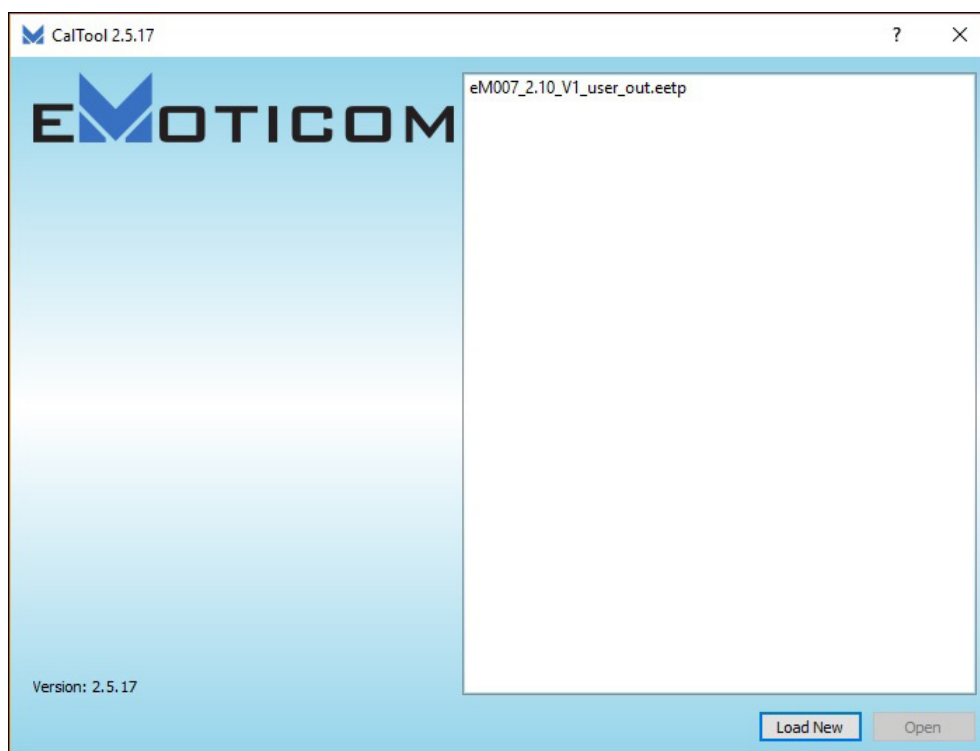 CalTool 2.5.17
?
EMOTICOM
eM007_2.10_V1_user_out.eetp
Version: 2.5.17
Load New
Open